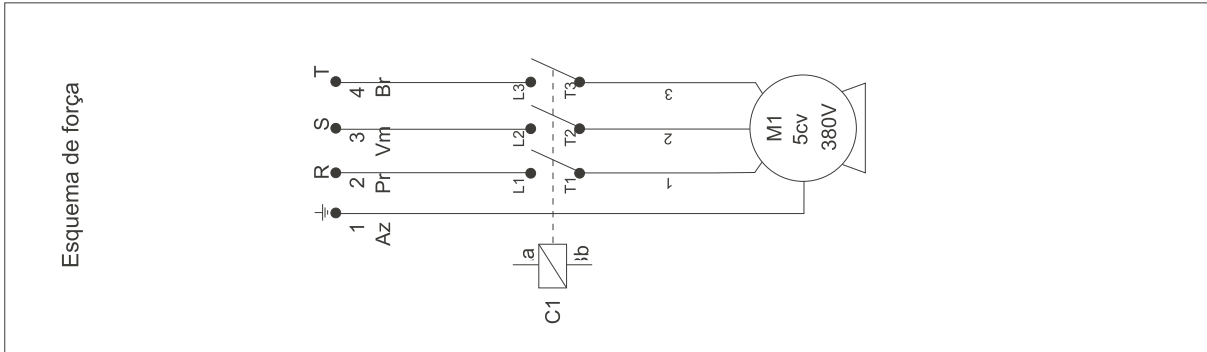 Esquema de força
R S T
1 2 3 4
Az Pr Vm Br
L1 L2 L3
a
C1
b
T1 T2 T3
1 2 3
M1
5cv
380V